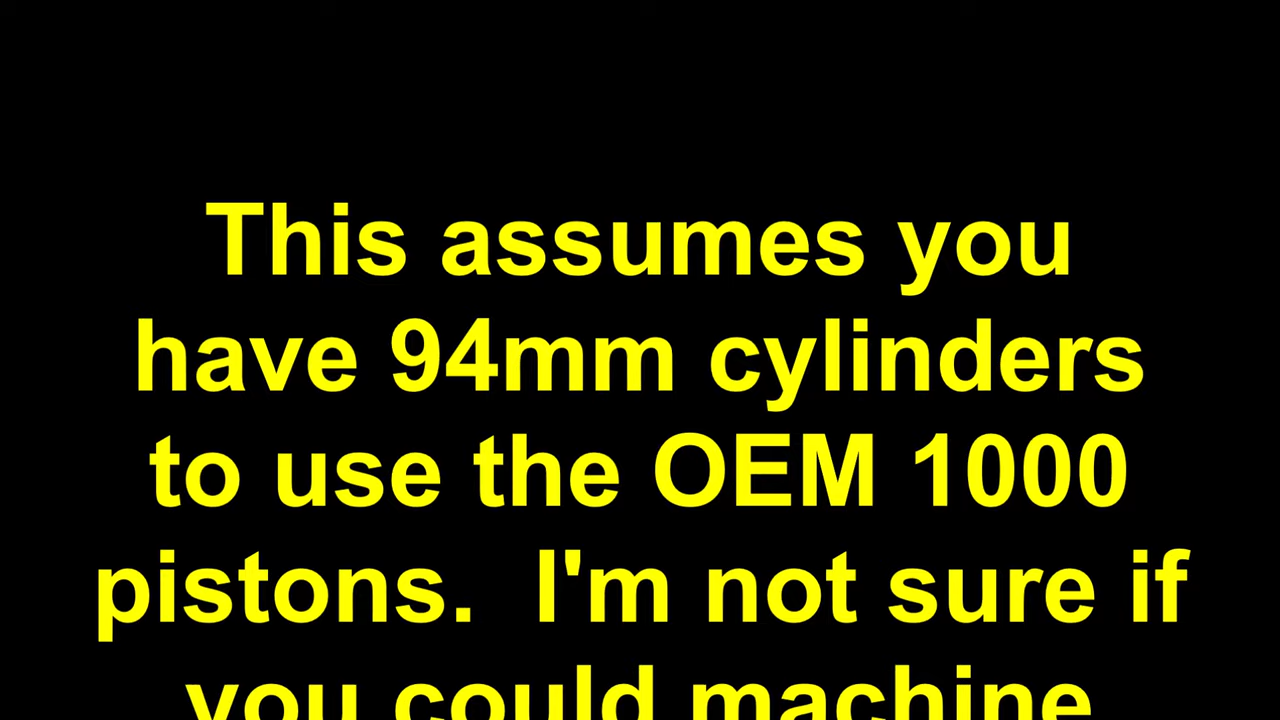 This assumes you
have 94mm cylinders
to use the OEM 1000
pistons.  I'm not sure if
you could machine